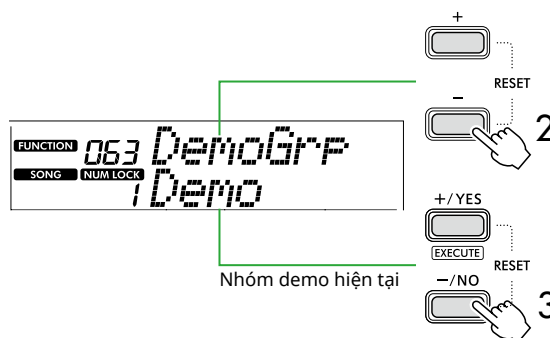 +
RESET
-
2
FUNCTION 063 DemoGrp
SONG NUM LOCK 1 Demo
+/YES
EXECUTE
RESET
Nhóm demo hiện tại
-/NO
3